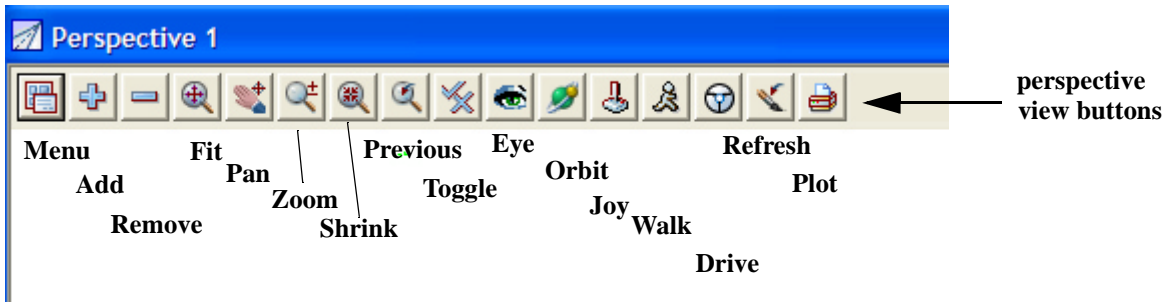 Perspective 1
perspective
view buttons
Menu
Fit
Previous
Eye
Refresh
Add
Pan
Zoom
Toggle
Orbit
Plot
Remove
Shrink
Joy
Walk
Drive